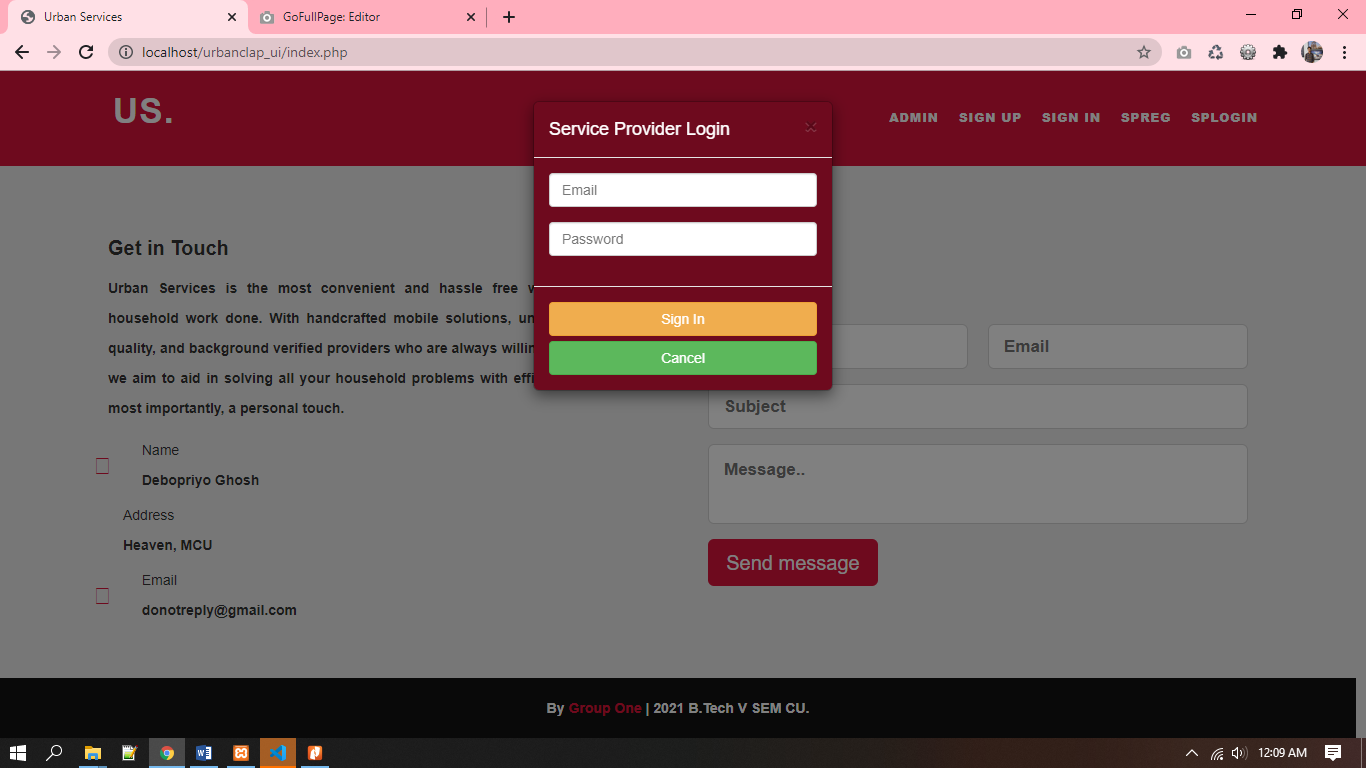 Urban Services
GoFullPage: Editor
localhost/urbanclap_ui/index.php
US.
ADMIN SIGN UP SIGN IN SPREG SPLOGIN
Service Provider Login
×
Email
Password
Sign In
Cancel
Get in Touch
Urban Services is the most convenient and hassle free
household work done. With handcrafted mobile solutions,
quality, and background verified providers who are always
we aim to aid in solving all your household problems with
most importantly, a personal touch.
Name
Debopriyo Ghosh
Address
Heaven, MCU
Email
donotreply@gmail.com
Email
Subject
Message..
Send message
By Group One | 2021 B.Tech V SEM CU.
12:09 AM